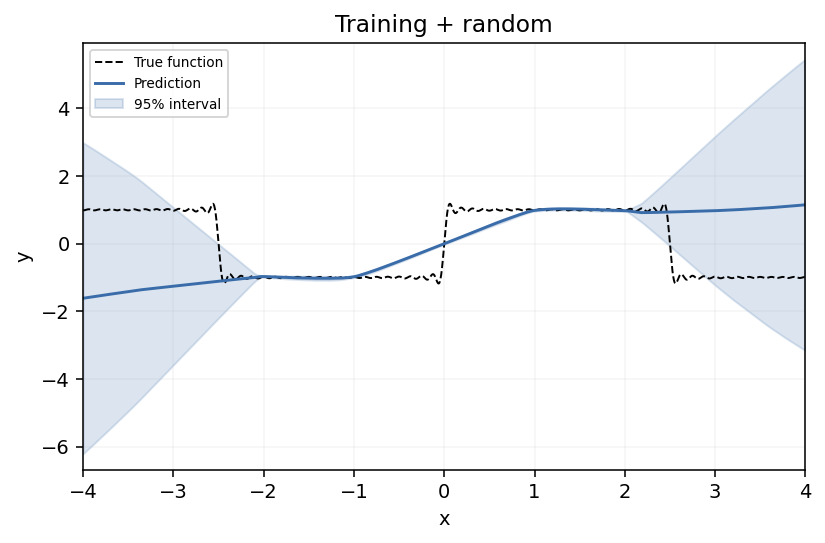 Training + random
True function
Prediction
95% interval
y
4
2
0
−2
−4
−6
−4 −3 −2 −1 0 1 2 3 4
x